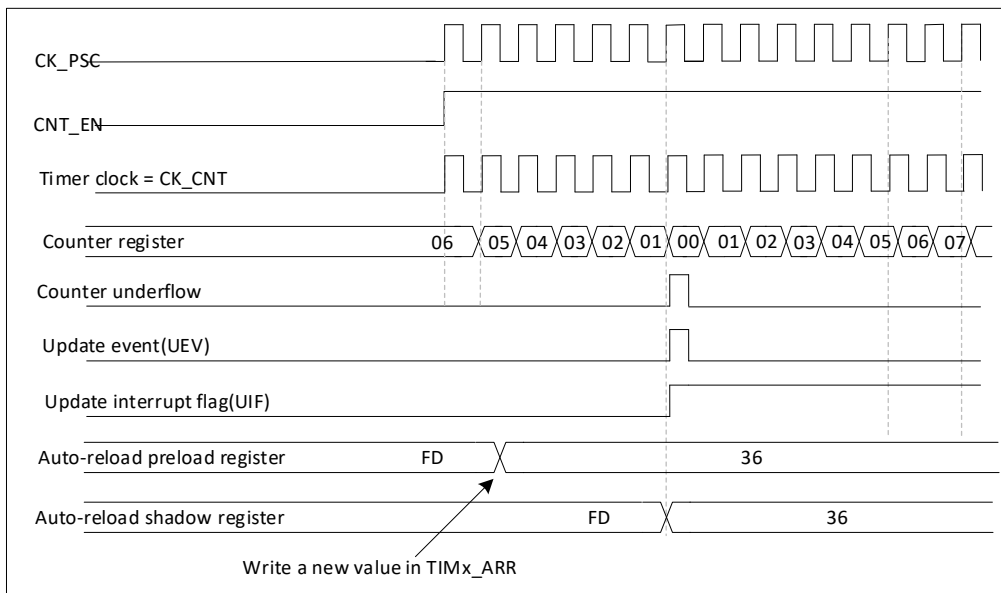 CK_PSC
CNT_EN
Timer clock = CK_CNT
Counter register 06 05 04 03 02 01 00 01 02 03 04 05 06 07
Counter underflow
Update event(UEV)
Update interrupt flag(UIF)
Auto-reload preload register FD 36
Auto-reload shadow register FD 36
Write a new value in TIMx_ARR